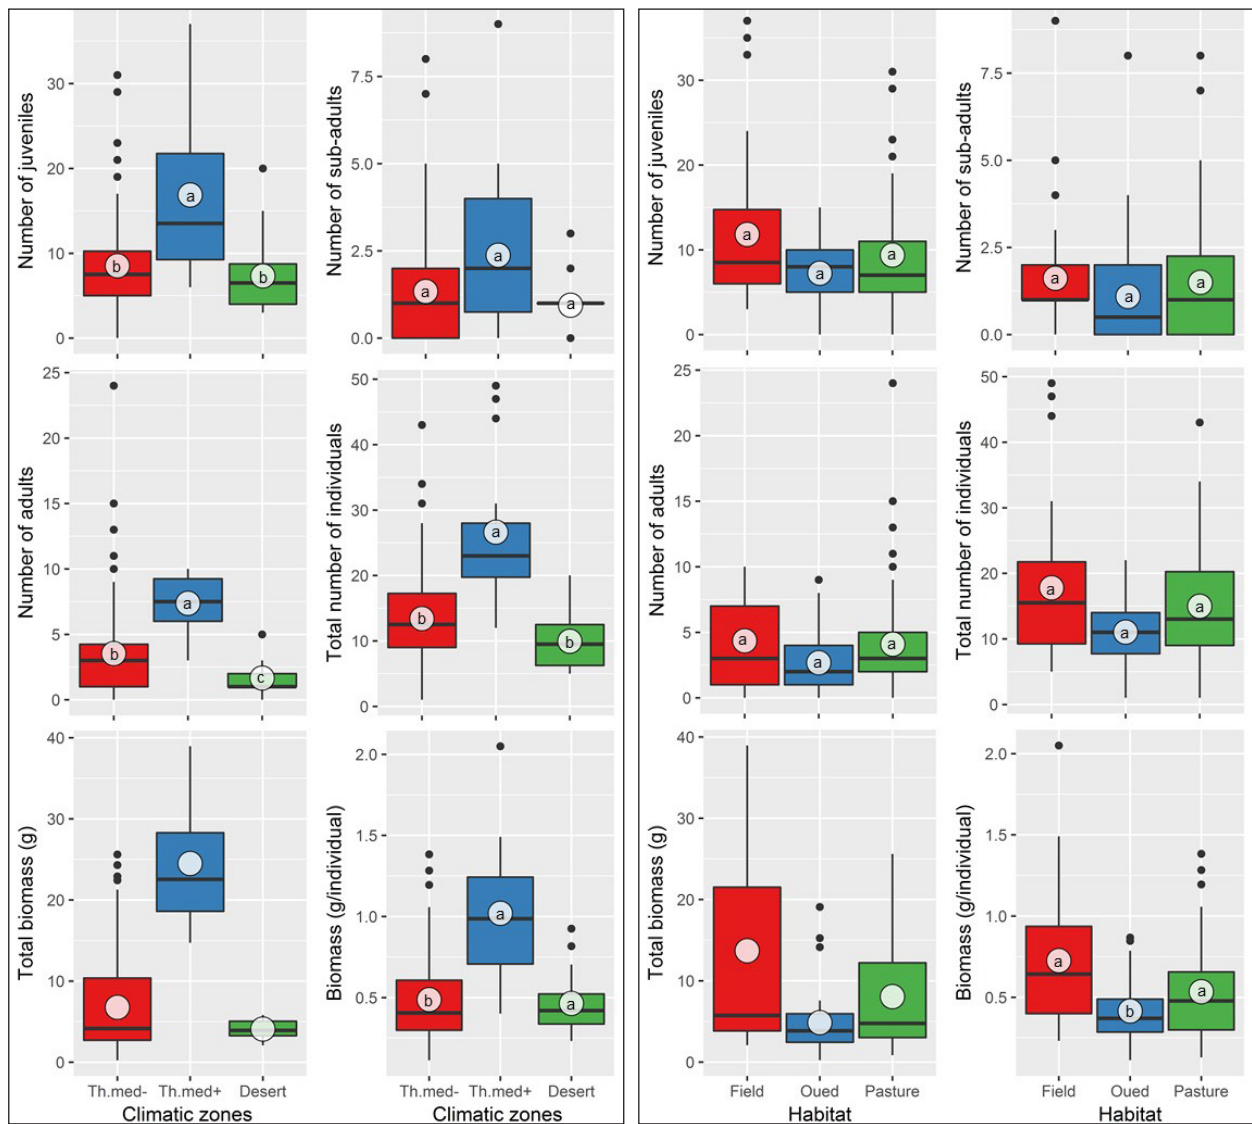 Number of juveniles
30
20
10
0
b
a
b
Number of sub-adults
7.5
5.0
2.5
0.0
a
a
a
Number of adults
25
20
15
10
5
0
b
a
c
Total number of individuals
50
40
30
20
10
0
b
a
b
Total biomass (g)
40
30
20
10
0
Th.med- Th.med+ Desert
Climatic zones
Biomass (g/individual)
2.0
1.5
1.0
0.5
b
a
a
Th.med- Th.med+ Desert
Climatic zones
Number of juveniles
30
20
10
0
a
a
a
Number of sub-adults
7.5
5.0
2.5
0.0
a
a
a
Number of adults
25
20
15
10
5
0
a
a
a
Total number of individuals
50
40
30
20
10
0
a
a
a
Total biomass (g)
40
30
20
10
0
Field Oued Pasture
Habitat
Biomass (g/individual)
2.0
1.5
1.0
0.5
a
b
a
Field Oued Pasture
Habitat